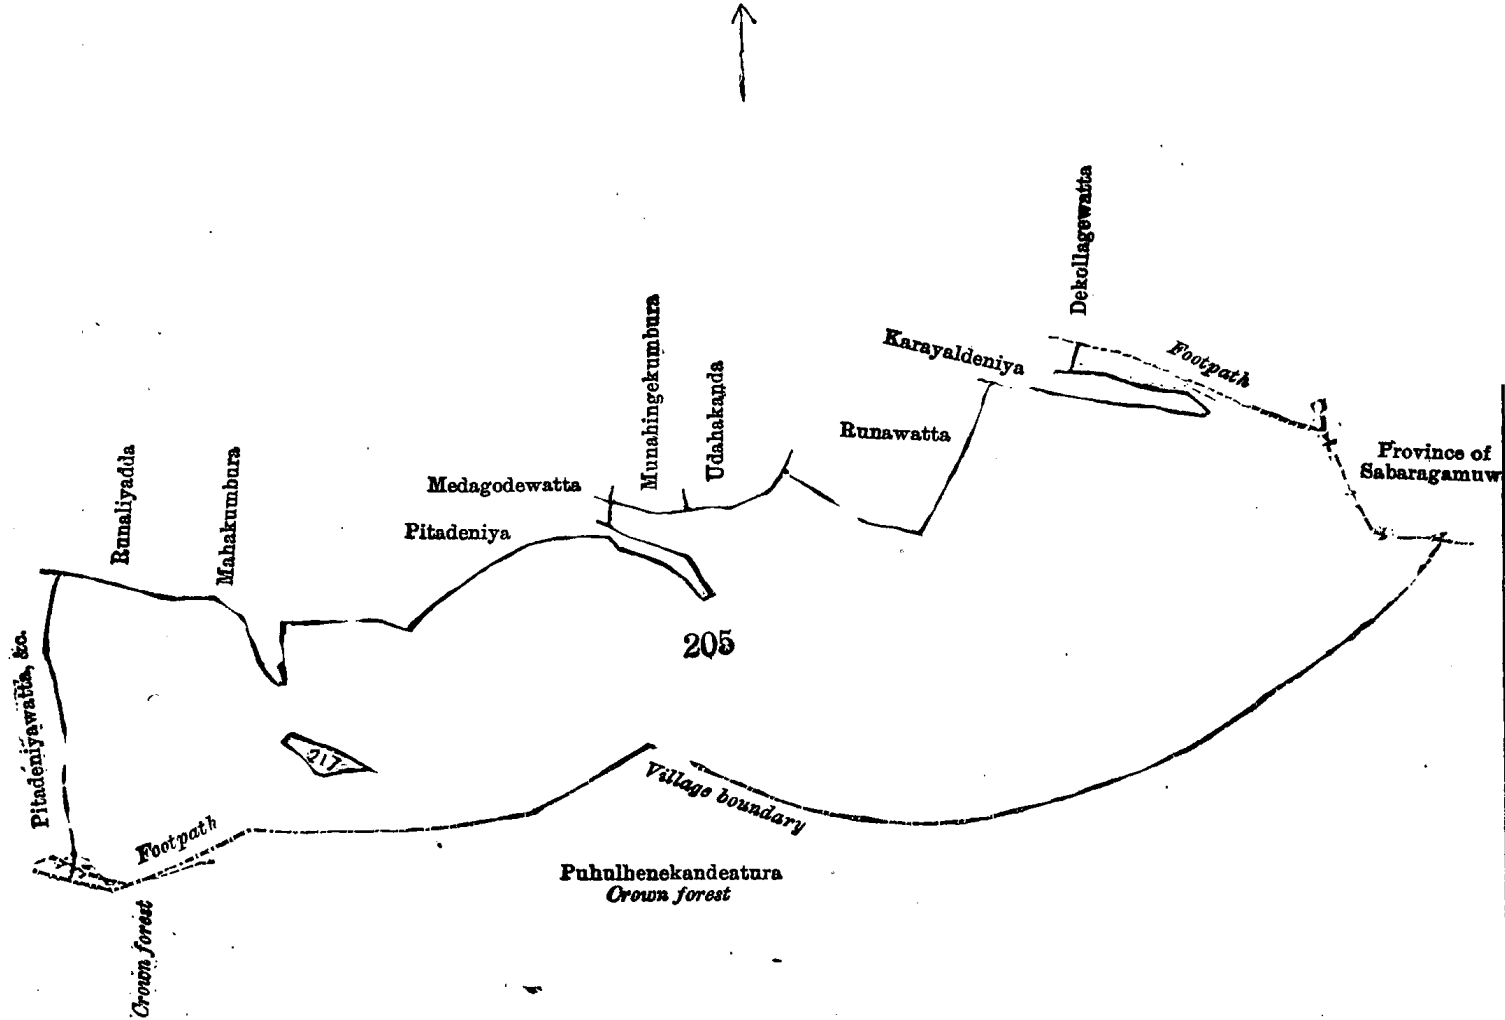 Dekollagewatta
Karayaldeniya
Footpath
Munahingekumbura
Udahakanda
Runawatta
Province of
Sabaragamuw
Runaliyadda
Mahakumbura
Medagodewatta
Pitadeniya
205
Pitadeniyawatta, &c.
217
Village boundary
Footpath
Puhulhenekandeatura
Crown forest
Crown forest